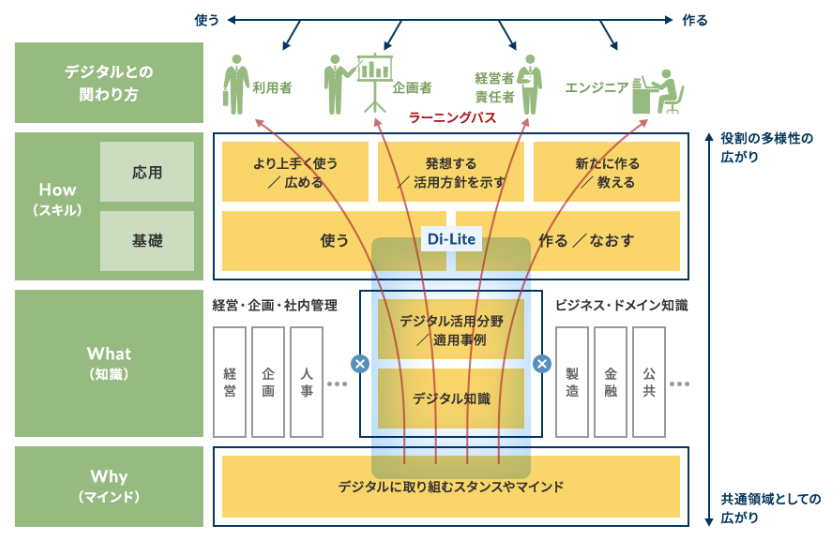 使う
作る
デジタルとの
関わり方
利用者
企画者
経営者
責任者
エンジニア
ラーニングパス
役割の多様性の
広がり
How
（スキル）
応用
より上手く使う
／ 広める
発想する
／ 活用方針を示す
新たに作る
／ 教える
基礎
使う
Di-Lite
作る ／ なおす
What
（知識）
経営・企画・社内管理
経営
企画
人事
•••
デジタル活用分野
／ 適用事例
デジタル知識
ビジネス・ドメイン知識
製造
金融
公共
•••
Why
（マインド）
デジタルに取り組むスタンスやマインド
共通領域としての
広がり